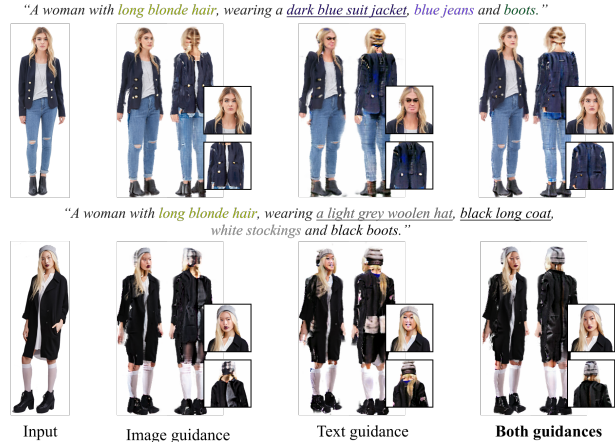 “A woman with long blonde hair, wearing a dark blue suit jacket, blue jeans and boots.”
“A woman with long blonde hair, wearing a light grey woolen hat, black long coat,
white stockings and black boots.”
Input
Image guidance
Text guidance
Both guidances